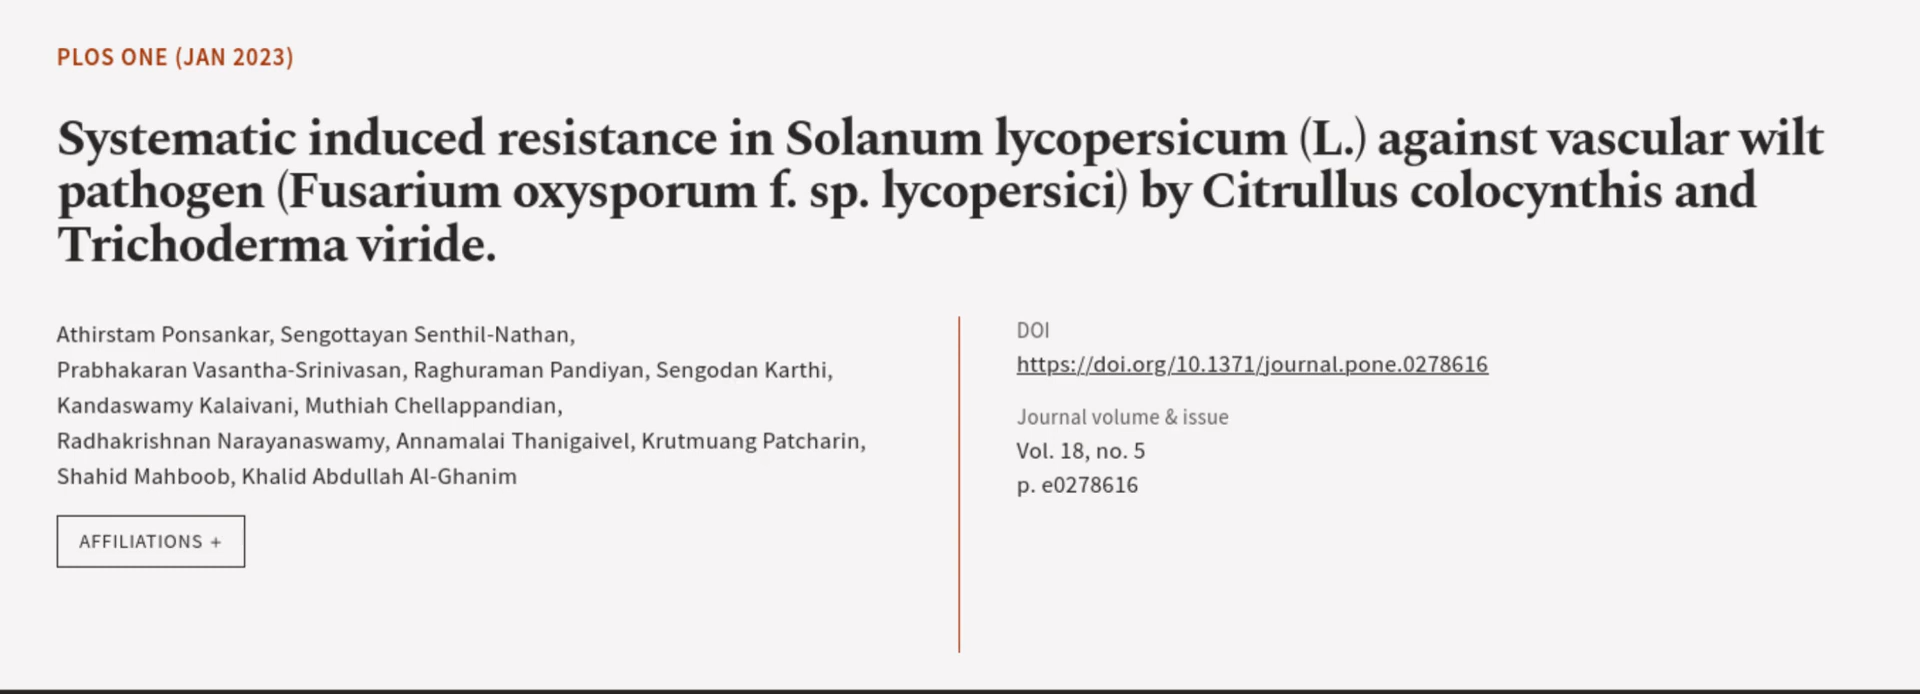 PLOS ONE (JAN 2023)
Systematic induced resistance in Solanum lycopersicum (L.) against vascular wilt
pathogen (Fusarium oxysporum f. sp. lycopersici) by Citrullus colocynthis and
Trichoderma viride.
Athirstam Ponsankar, Sengottayan Senthil-Nathan,
Prabhakaran Vasantha-Srinivasan, Raghuraman Pandiyan, Sengodan Karthi,
Kandaswamy Kalaivani, Muthiah Chellappandian,
Radhakrishnan Narayanaswamy, Annamalai Thanigaivel, Krutmuang Patcharin,
Shahid Mahboob, Khalid Abdullah Al-Ghanim
AFFILIATIONS +
DOI
https://doi.org/10.1371/journal.pone.0278616
Journal volume & issue
Vol. 18, no. 5
p. e0278616